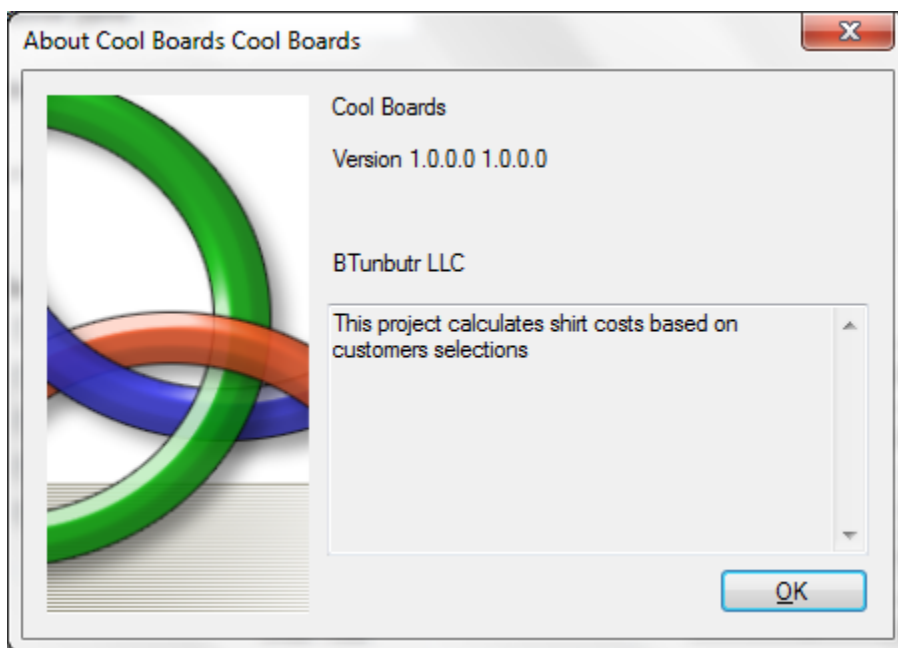 About Cool Boards Cool Boards
Cool Boards
Version 1.0.0.0 1.0.0.0
BTunbutr LLC
This project calculates shirt costs based on
customers selections
OK